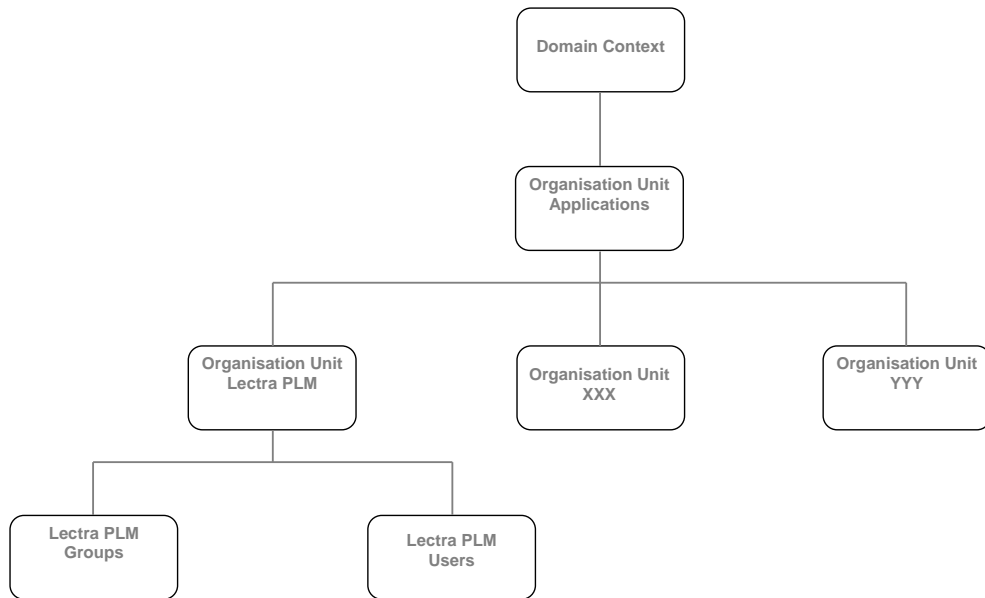 Domain Context
Organisation Unit
Applications
Organisation Unit
Lectra PLM
Organisation Unit
XXX
Organisation Unit
YYY
Lectra PLM
Groups
Lectra PLM
Users